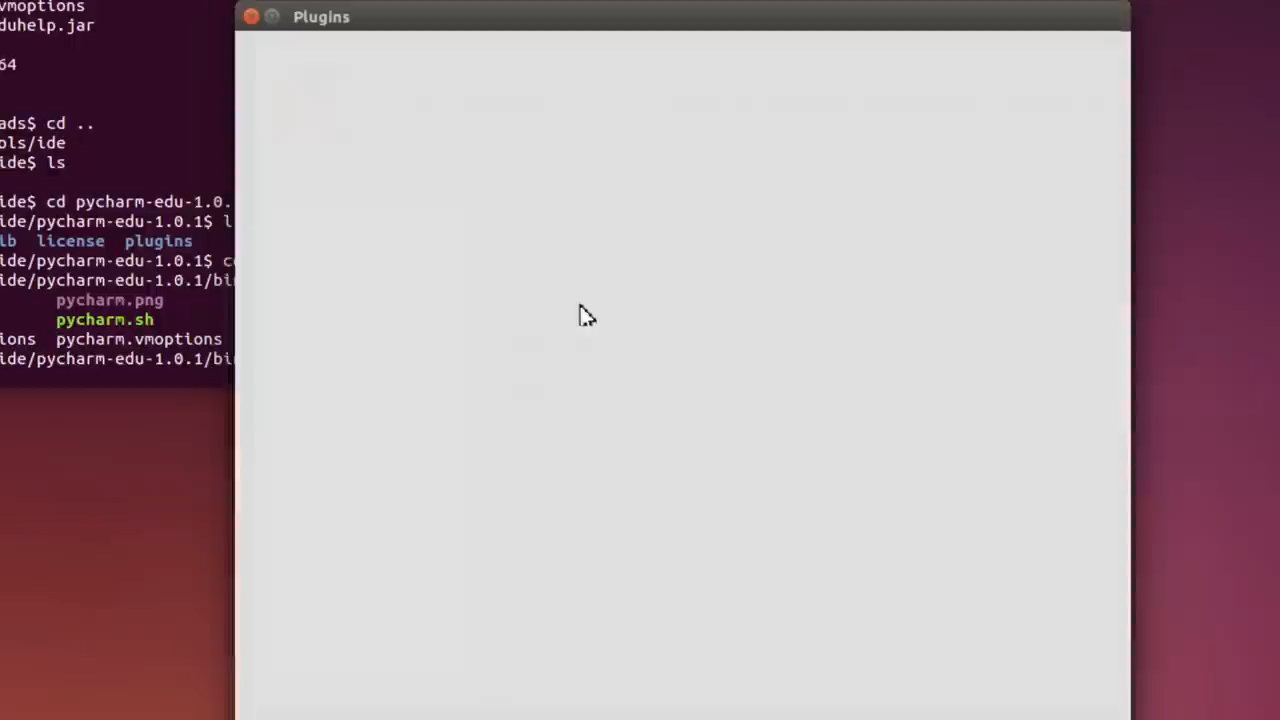 Plugins
vmoptions
duhelp.jar
64
ads$ cd ..
ols/ide
ide$ ls
ide$ cd pycharm-edu-1.0.
ide/pycharm-edu-1.0.1$ l
lb license plugins
ide/pycharm-edu-1.0.1$ c
ide/pycharm-edu-1.0.1/bi
pycharm.png
pycharm.sh
ions pycharm.vmoptions
ide/pycharm-edu-1.0.1/bi